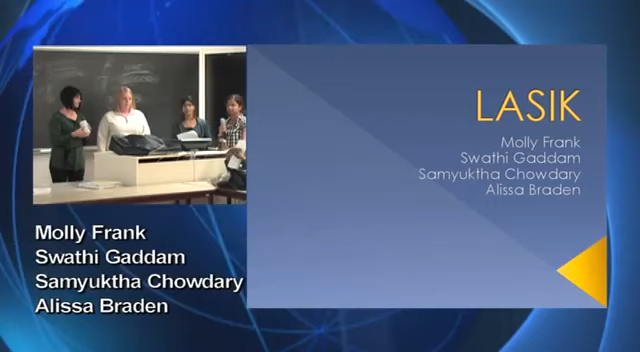 LASIK
Molly Frank
Swathi Gaddam
Samyuktha Chowdary
Alissa Braden
Molly Frank
Swathi Gaddam
Samyuktha Chowdary
Alissa Braden